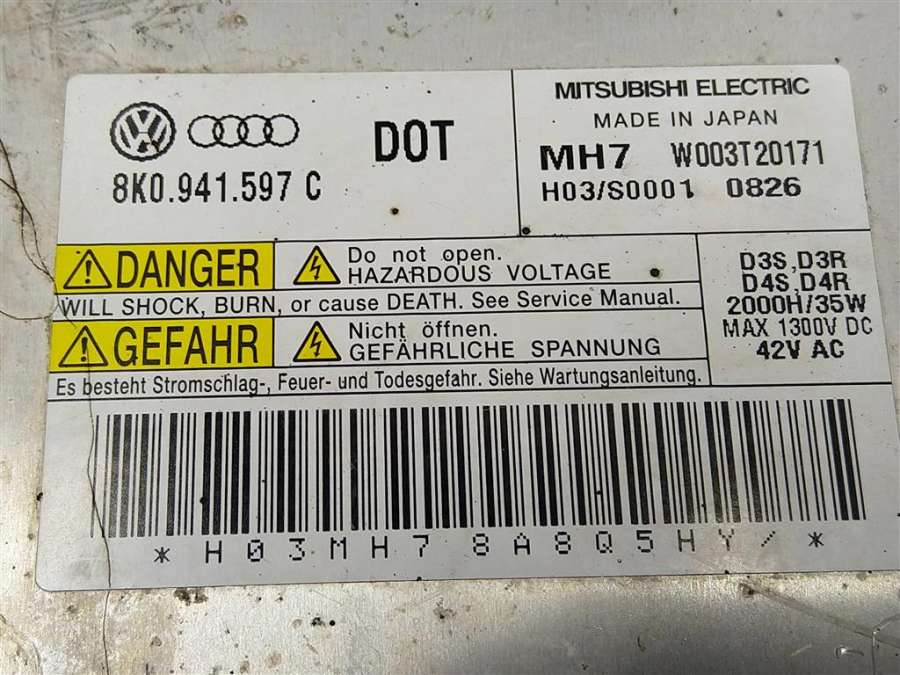 DOT
8K0.941.597 C
MITSUBISHI ELECTRIC
MADE IN JAPAN
MH7 W003T20171
H03/S0001 0826
DANGER
Do not open.
HAZARDOUS VOLTAGE
WILL SHOCK, BURN, or cause DEATH. See Service Manual.
GEFAHR
Nicht öffnen.
GEFÄHRLICHE SPANNUNG
Es besteht Stromschlag-, Feuer- und Todesgefahr. Siehe Wartungsanleitung.
D3S,D3R
D4S,D4R
2000H/35W
MAX 1300V DC
42V AC
*H03MH78A8Q5HY/*